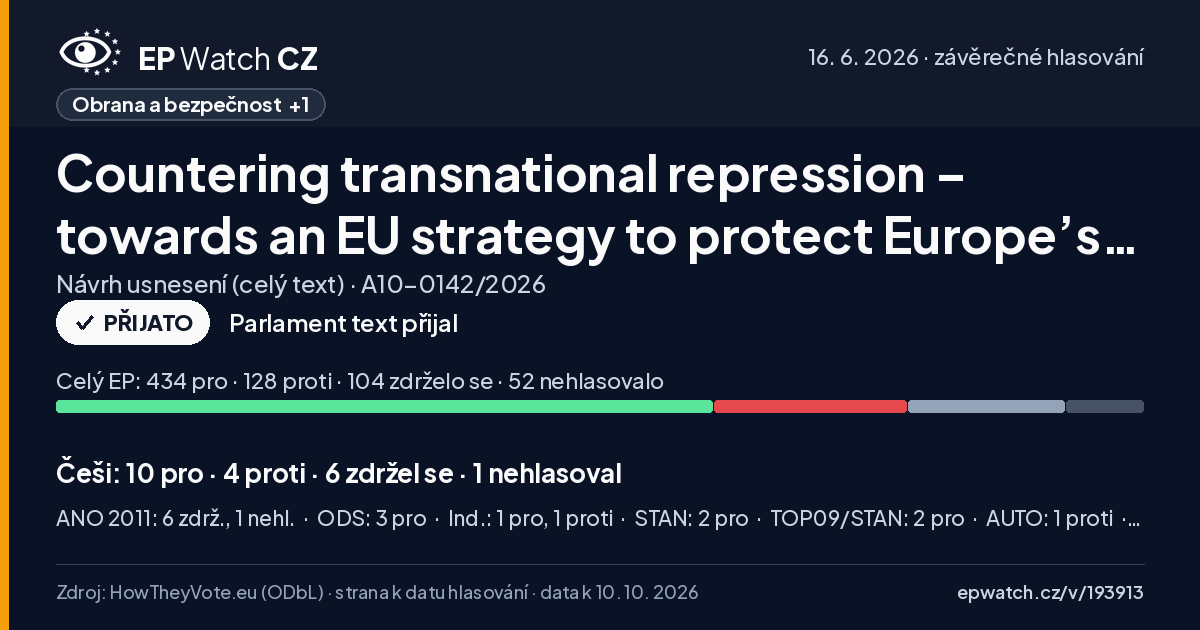 EP Watch CZ
16. 6. 2026 · závěrečné hlasování
Obrana a bezpečnost +1
Countering transnational repression –
towards an EU strategy to protect Europe’s…
Návrh usnesení (celý text) · A10–0142/2026
✓ PŘIJATO Parlament text přijal
Celý EP: 434 pro · 128 proti · 104 zdrželo se · 52 nehlasovalo
Češi: 10 pro · 4 proti · 6 zdržel se · 1 nehlasoval
ANO 2011: 6 zdrž., 1 nehl. · ODS: 3 pro · Ind.: 1 pro, 1 proti · STAN: 2 pro · TOP09/STAN: 2 pro · AUTO: 1 proti ·…
Zdroj: HowTheyVote.eu (ODbL) · strana k datu hlasování · data k 10. 10. 2026
epwatch.cz/v/193913